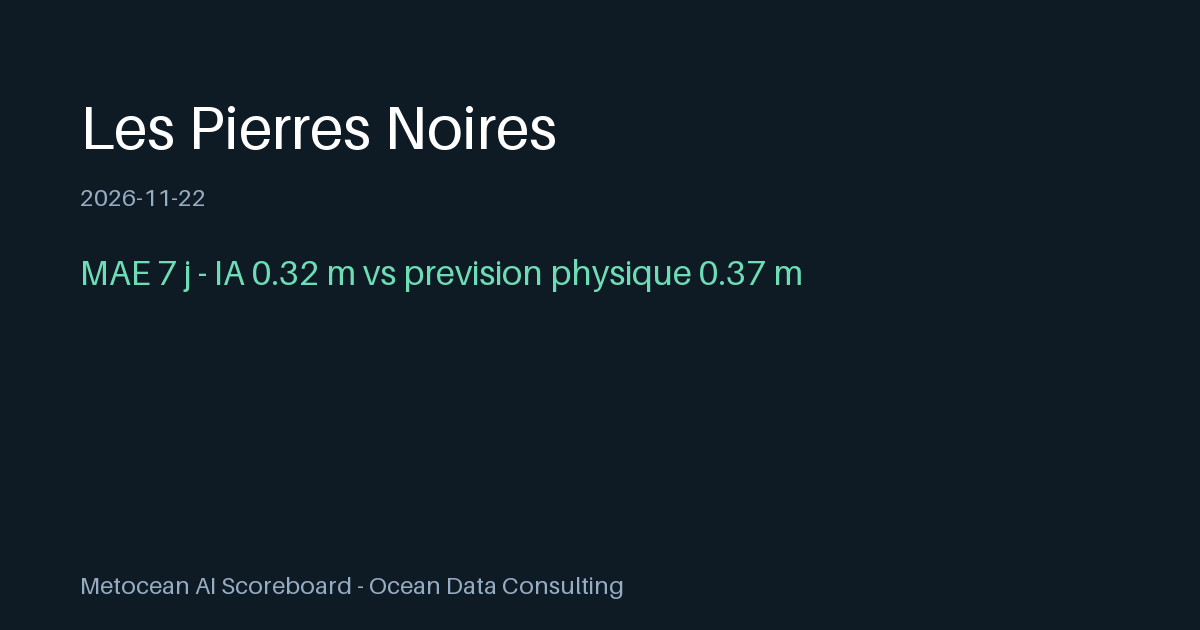 Les Pierres Noires
2026-11-22
MAE 7 j - IA 0.32 m vs prevision physique 0.37 m
Metocean AI Scoreboard - Ocean Data Consulting